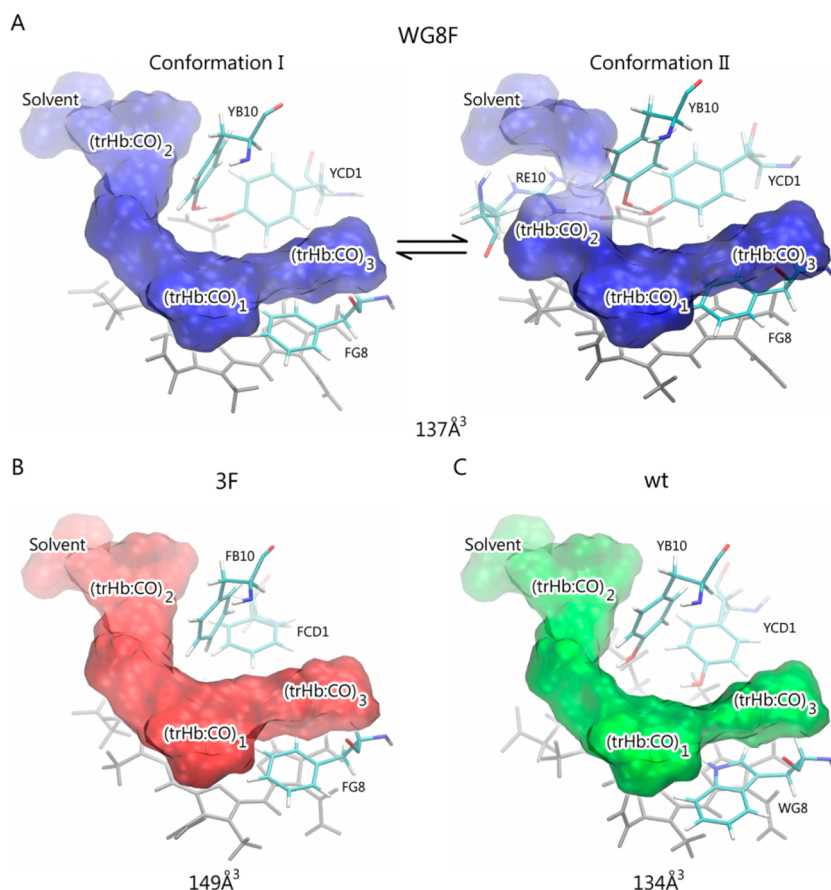 A
WG8F
Conformation I
Conformation II
Solvent
(trHb:CO)2
YB10
YCD1
(trHb:CO)1
(trHb:CO)3
FG8
YB10
RE10
YCD1
(trHb:CO)2
(trHb:CO)1
(trHb:CO)3
FG8
137Å3
B
3F
Solvent
(trHb:CO)2
FB10
FCD1
(trHb:CO)1
(trHb:CO)3
FG8
149Å3
C
wt
Solvent
(trHb:CO)2
YB10
YCD1
(trHb:CO)1
(trHb:CO)3
WG8
134Å3